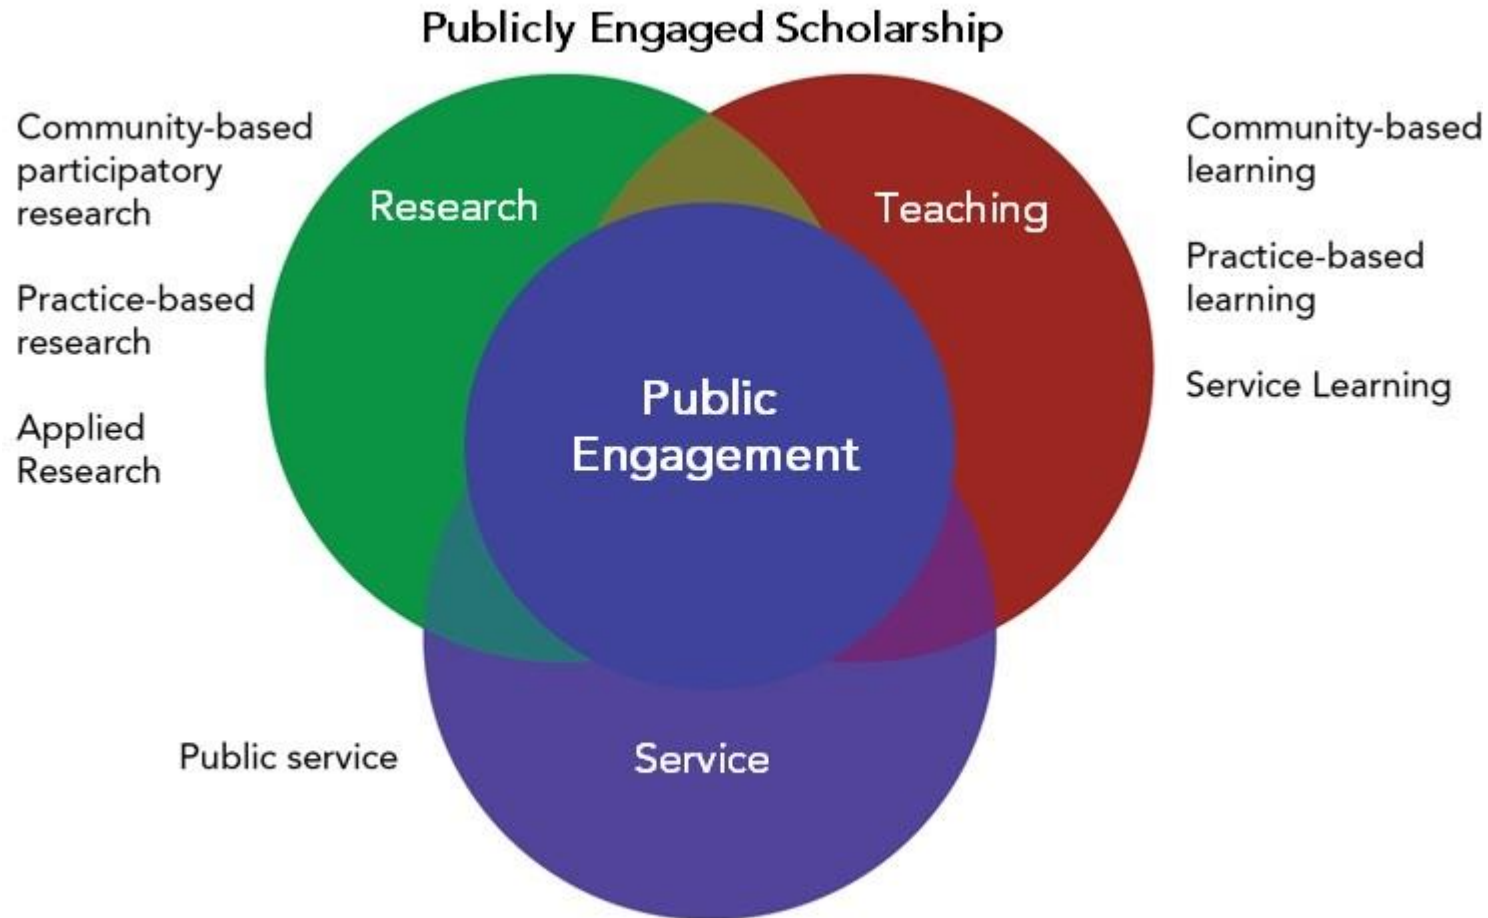 Publicly Engaged Scholarship
Community-based
participatory
research
Practice-based
research
Applied
Research
Research
Teaching
Community-based
learning
Practice-based
learning
Service Learning
Public
Engagement
Public service
Service